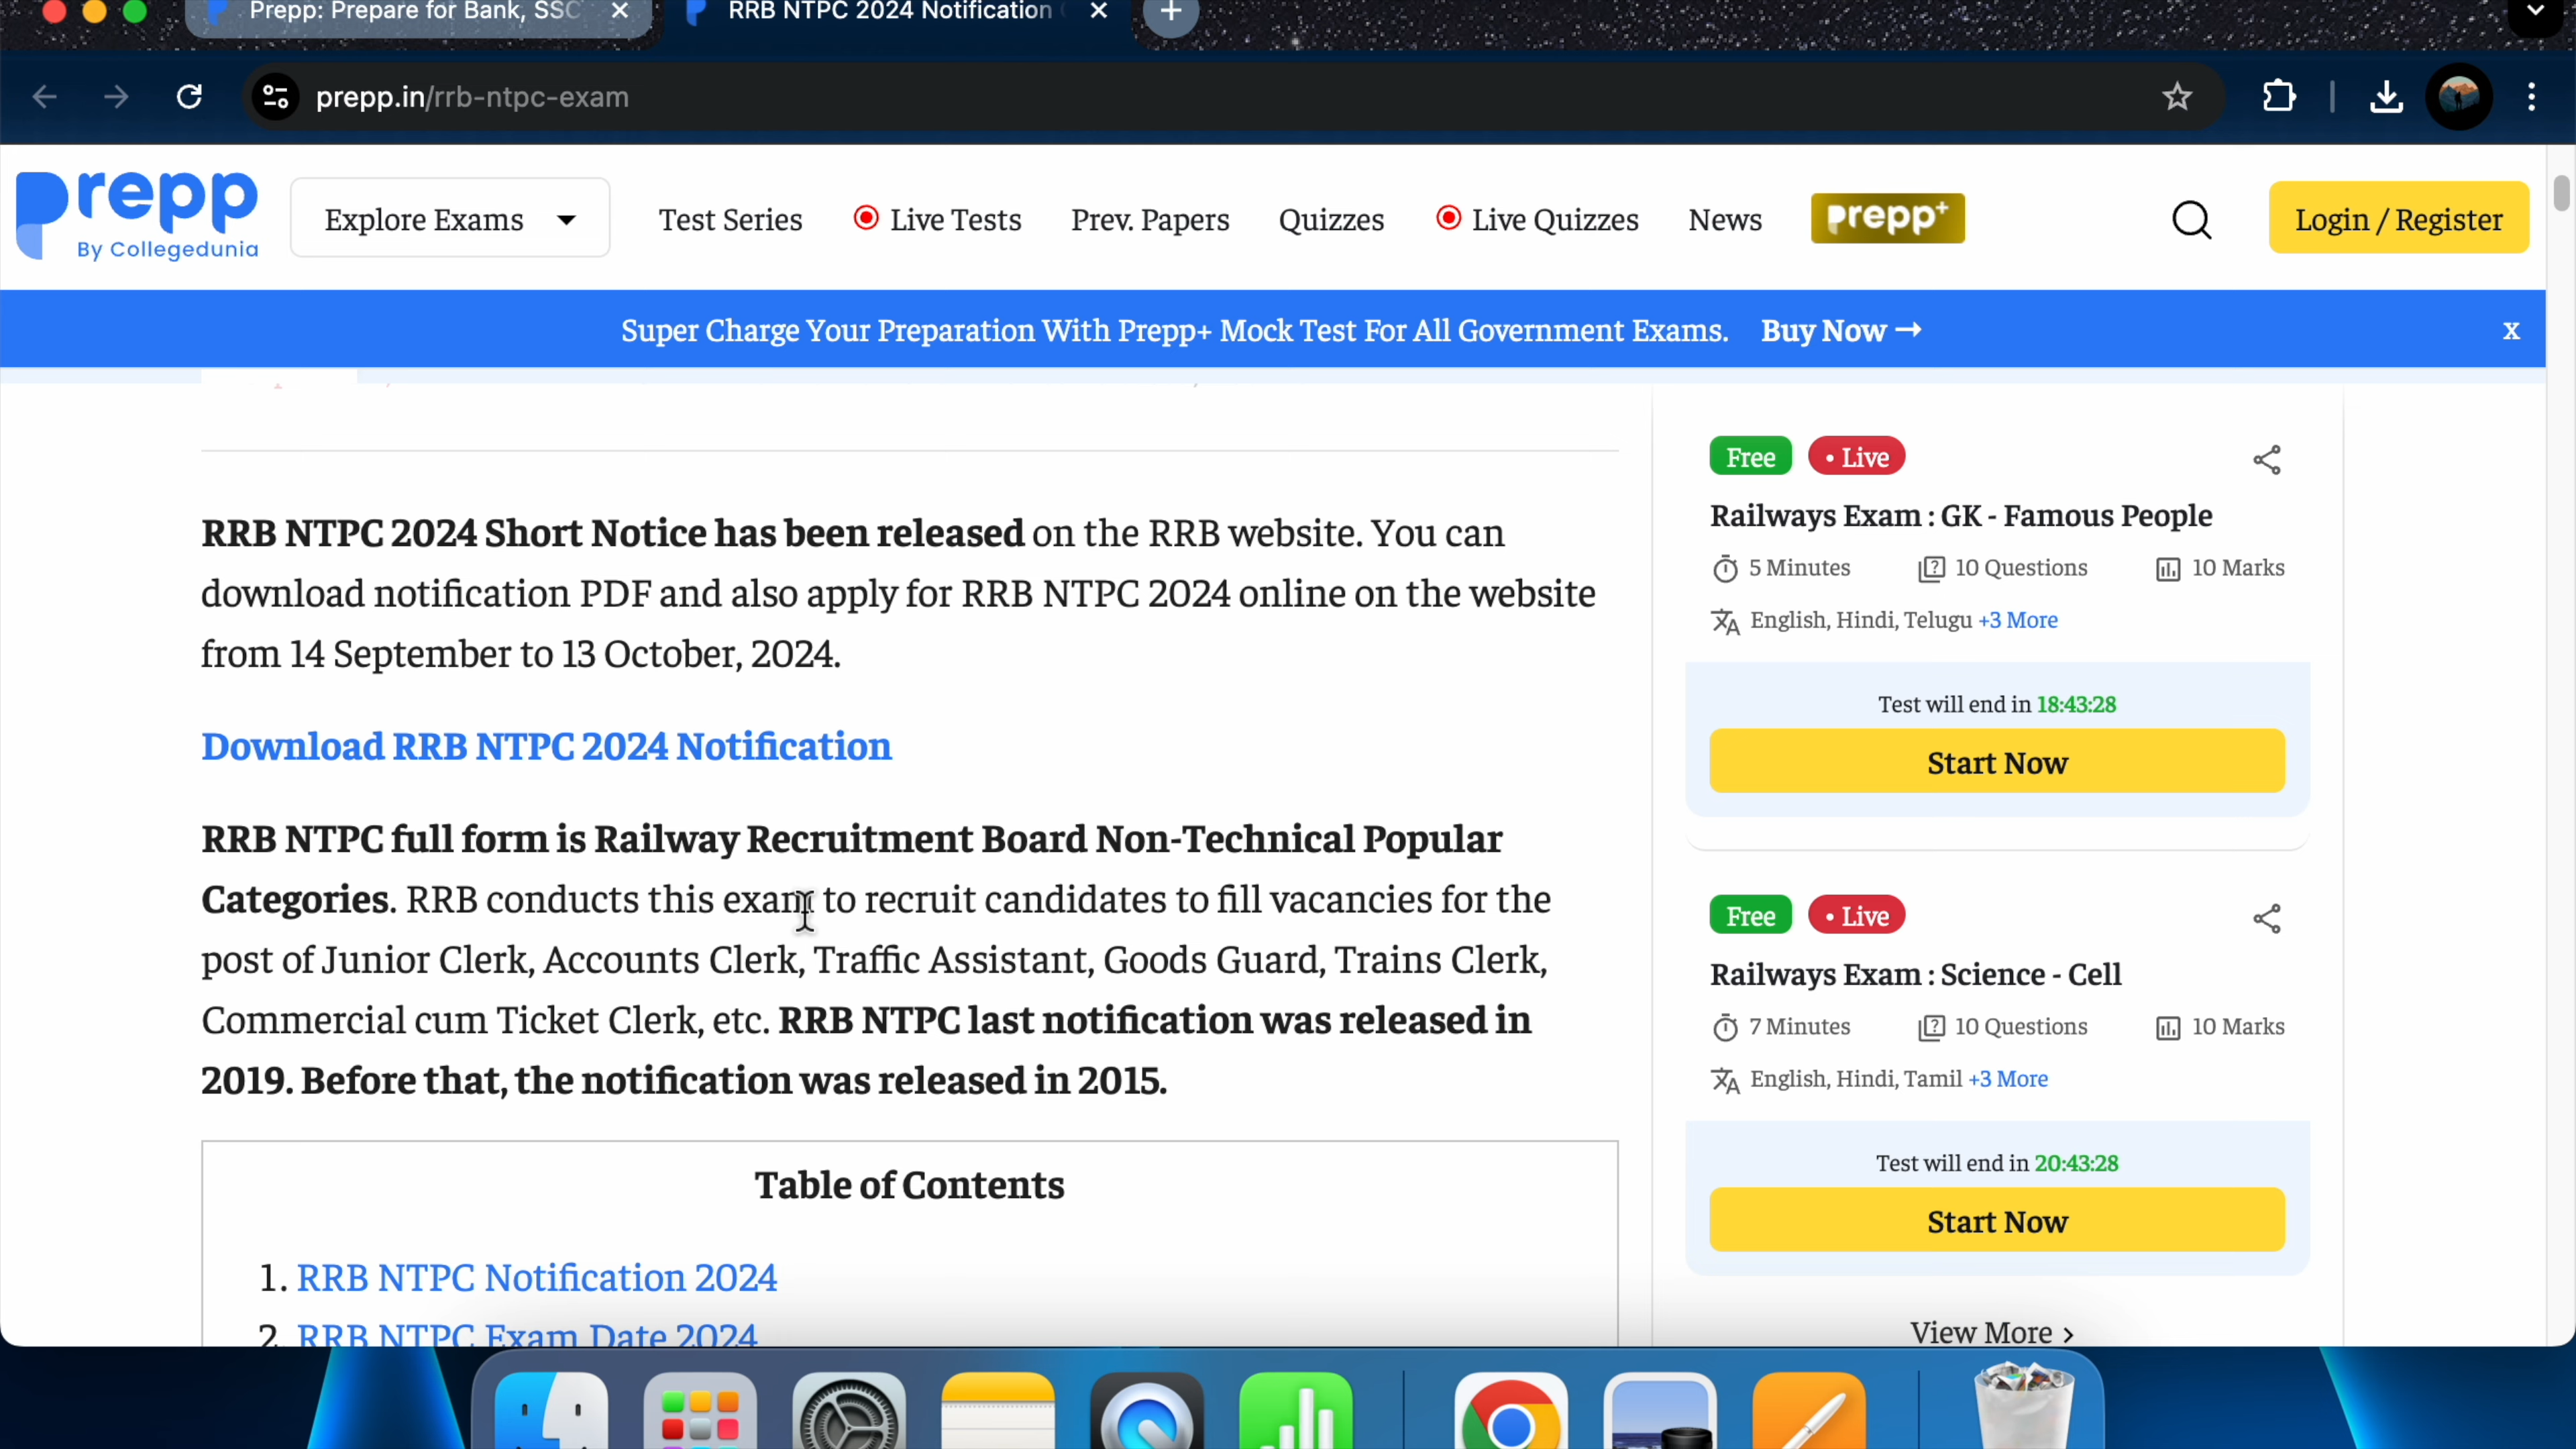 Prepp: Prepare for Bank, SSC
RRB NTPC 2024 Notification
prepp.in/rrb-ntpc-exam
Prepp
By Collegedunia
Explore Exams
Test Series
Live Tests
Prev. Papers
Quizzes
Live Quizzes
News
prepp+
Login / Register
Super Charge Your Preparation With Prepp+ Mock Test For All Government Exams. Buy Now →
x
RRB NTPC 2024 Short Notice has been released on the RRB website. You can
download notification PDF and also apply for RRB NTPC 2024 online on the website
from 14 September to 13 October, 2024.
Download RRB NTPC 2024 Notification
RRB NTPC full form is Railway Recruitment Board Non-Technical Popular
Categories. RRB conducts this exam to recruit candidates to fill vacancies for the
post of Junior Clerk, Accounts Clerk, Traffic Assistant, Goods Guard, Trains Clerk,
Commercial cum Ticket Clerk, etc. RRB NTPC last notification was released in
2019. Before that, the notification was released in 2015.
Table of Contents
1. RRB NTPC Notification 2024
2. RRB NTPC Exam Date 2024
Free
• Live
Railways Exam : GK - Famous People
5 Minutes
10 Questions
10 Marks
English, Hindi, Telugu +3 More
Test will end in 18:43:28
Start Now
Free
• Live
Railways Exam : Science - Cell
7 Minutes
10 Questions
10 Marks
English, Hindi, Tamil +3 More
Test will end in 20:43:28
Start Now
View More >